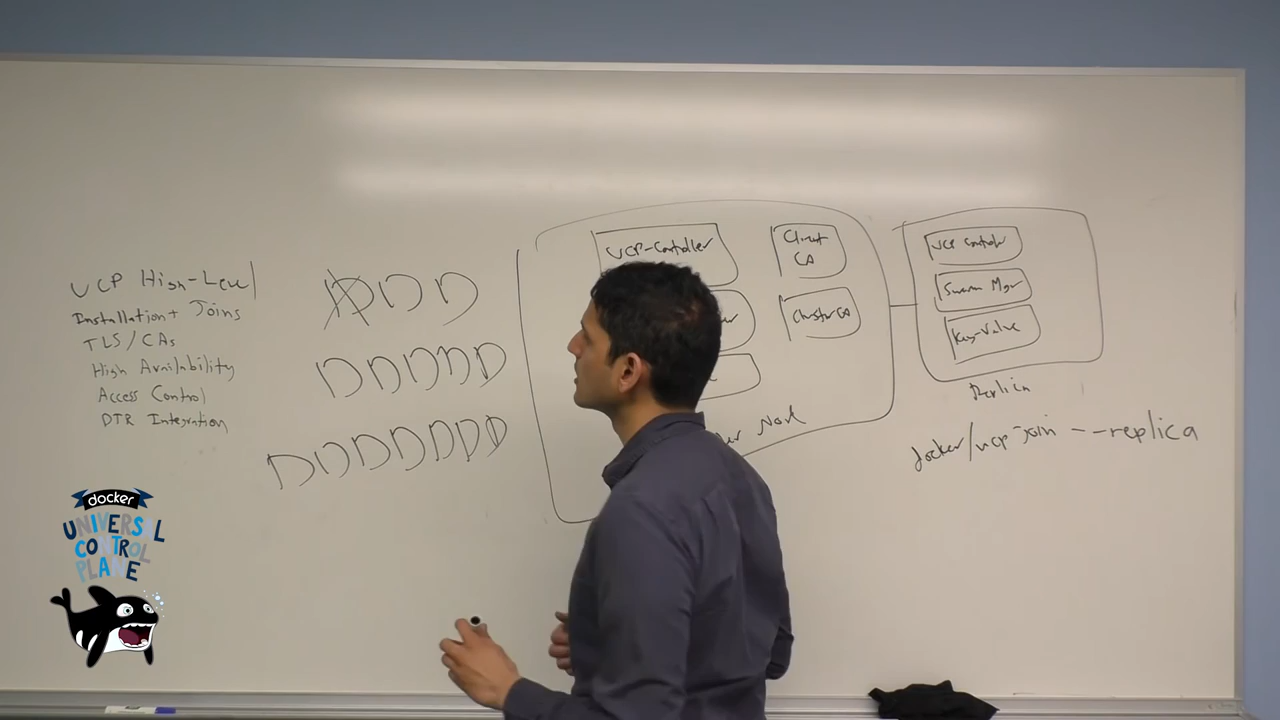 UCP High-Level
Installation + Joins
TLS/CAs
High Availability
Access Control
DTR Integration
UCP-Controller
Client
CA
Cluster CA
UCP Controller
Swarm Mgr
Key-Value
Replica
docker/ucp join --replica
docker
UNIVERSAL
CONTROL
PLANE